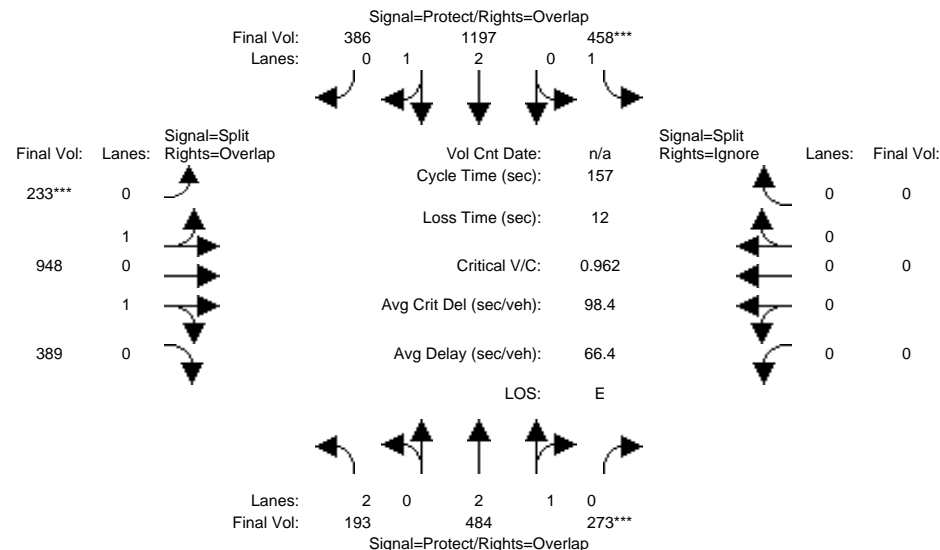 Signal=Protect/Rights=Overlap
Final Vol: 386 1197 458***
Lanes: 0 1 2 0 1
Signal=Split Signal=Split
Final Vol: Lanes: Rights=Overlap Vol Cnt Date: n/a Rights=Ignore Lanes: Final Vol:
Cycle Time (sec): 157
233*** 0 0 0
Loss Time (sec): 12
1 0
948 0 Critical V/C: 0.962 0 0
1 Avg Crit Del (sec/veh): 98.4 0
389 0 Avg Delay (sec/veh): 66.4 0 0
LOS: E
Lanes: 2 0 2 1 0
Final Vol: 193 484 273***
Signal=Protect/Rights=Overlap